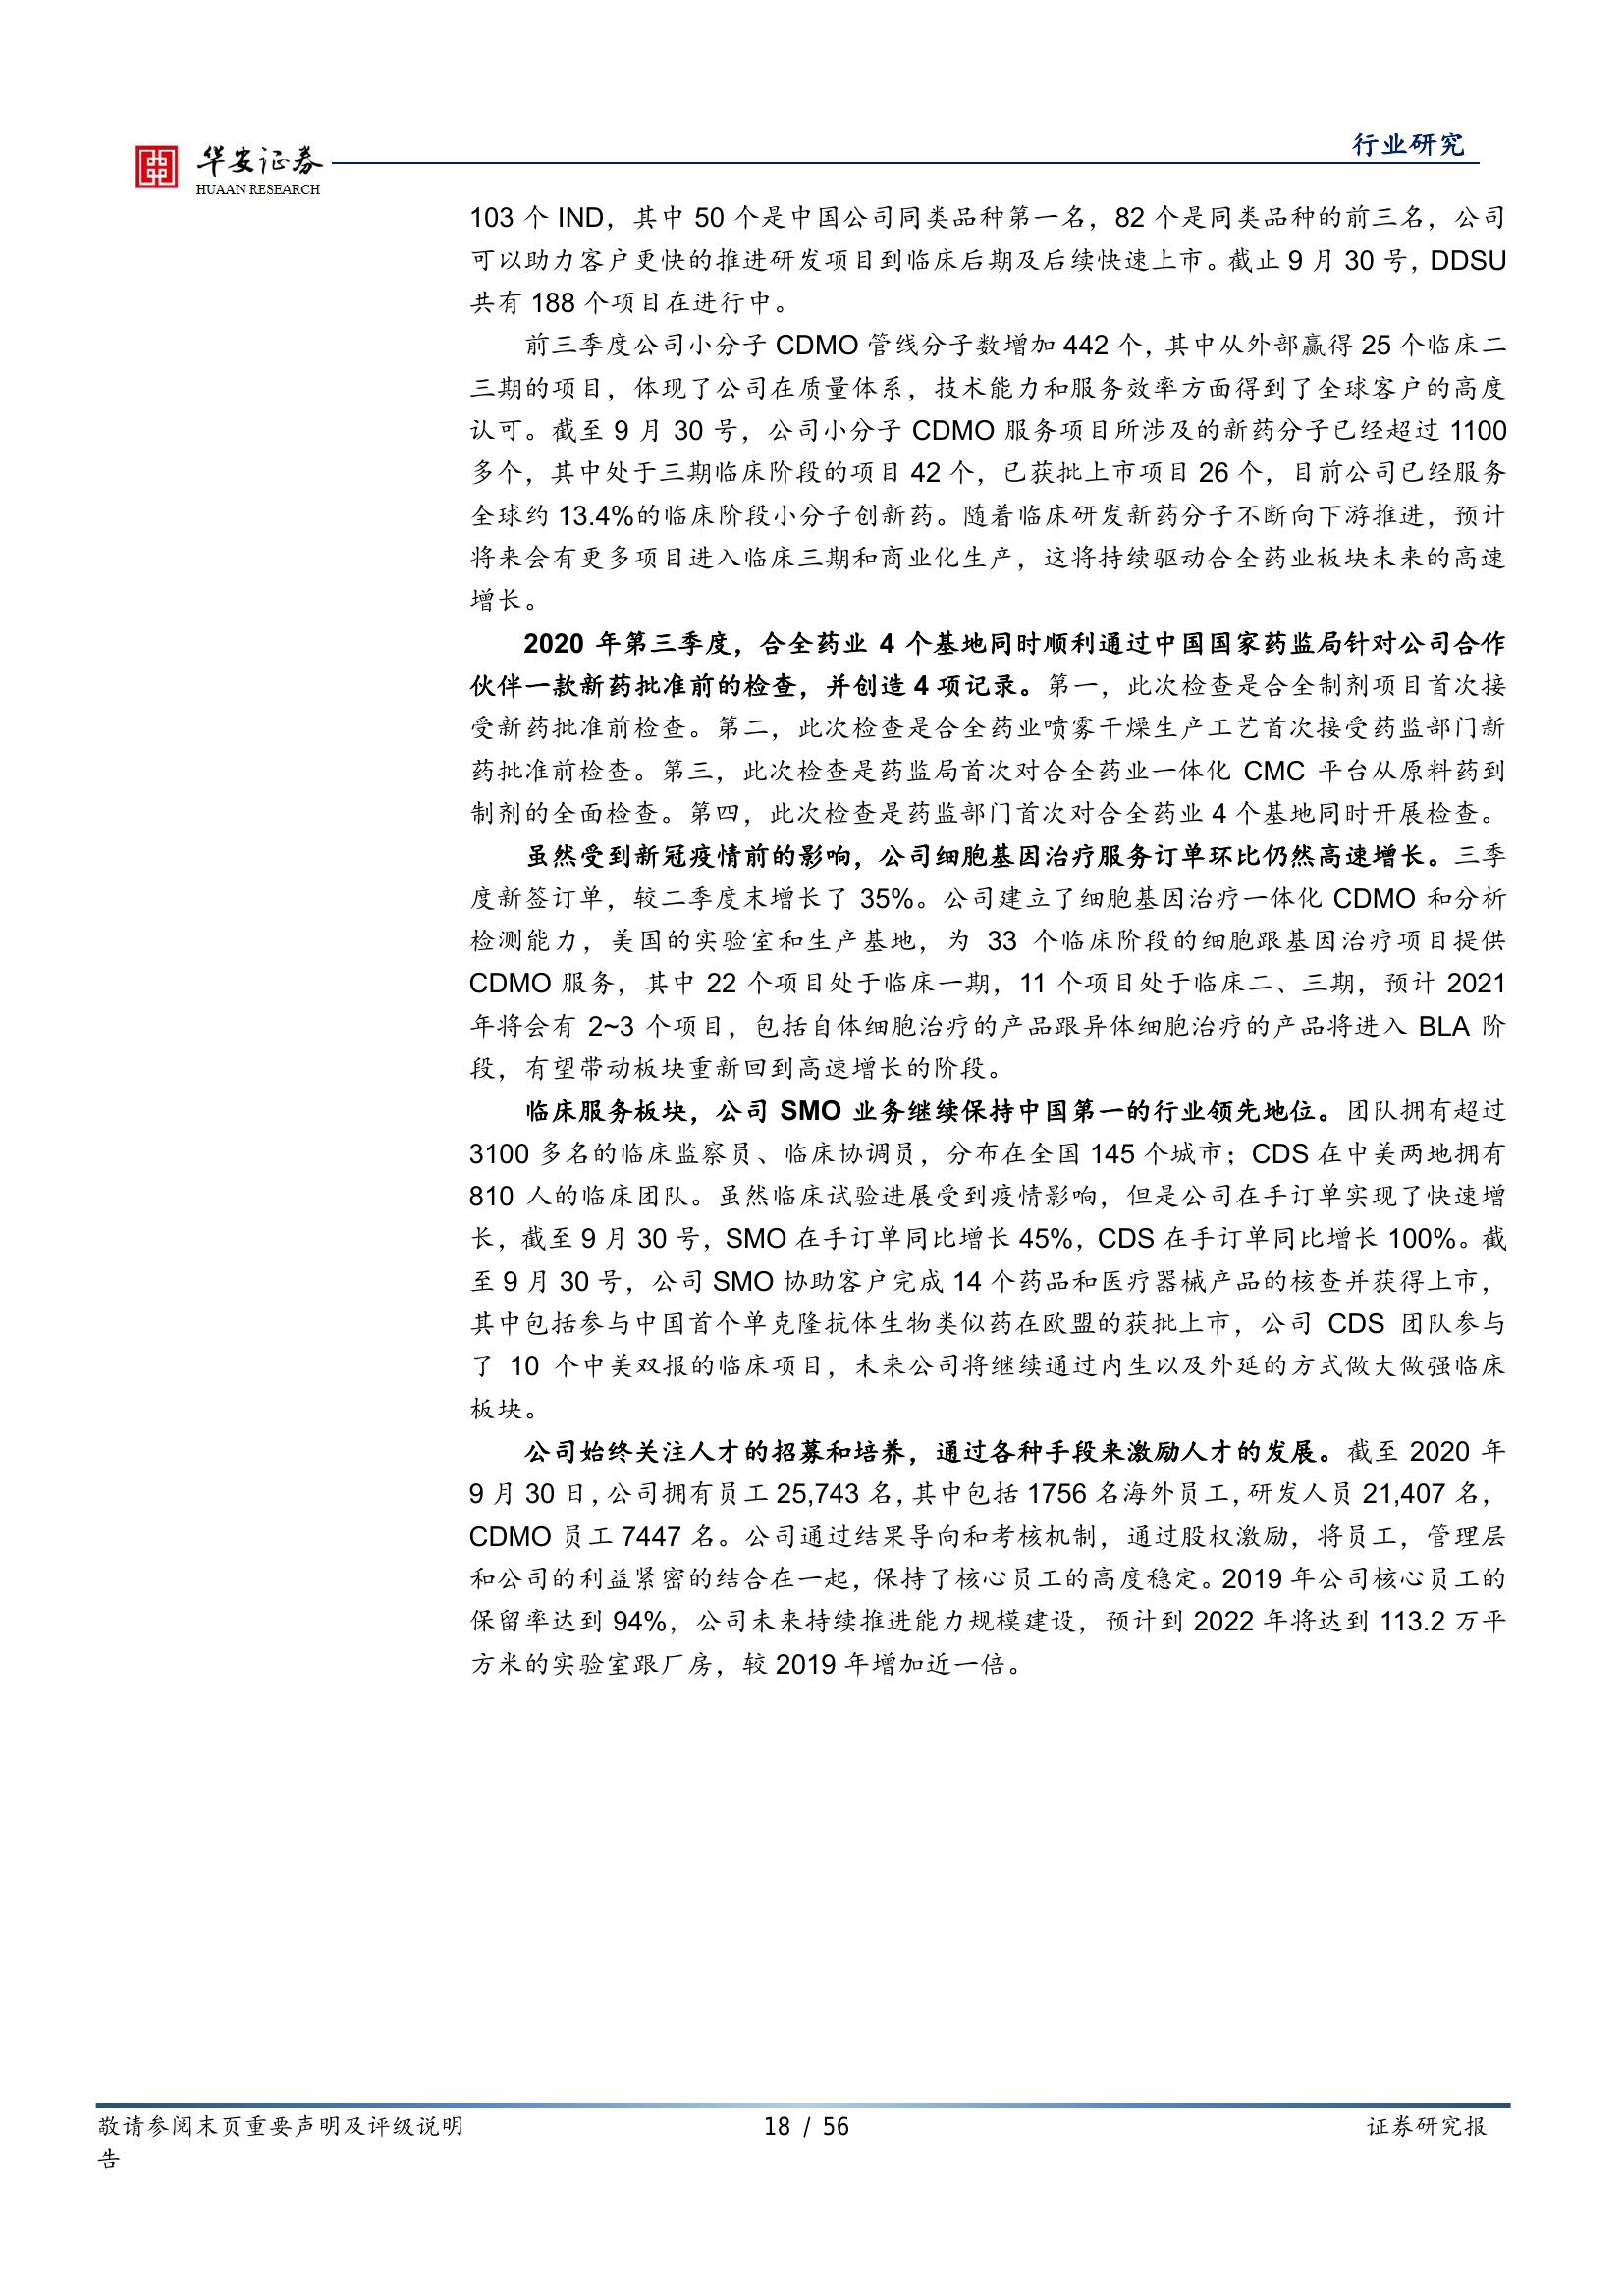 华安证券
HUAAN RESEARCH
行业研究
103 个 IND，其中 50 个是中国公司同类品种第一名，82 个是同类品种的前三名，公司
可以助力客户更快的推进研发项目到临床后期及后续快速上市。截止 9 月 30 号，DDSU
共有 188 个项目在进行中。
前三季度公司小分子 CDMO 管线分子数增加 442 个，其中从外部赢得 25 个临床二
三期的项目，体现了公司在质量体系，技术能力和服务效率方面得到了全球客户的高度
认可。截至 9 月 30 号，公司小分子 CDMO 服务项目所涉及的新药分子已经超过 1100
多个，其中处于三期临床阶段的项目 42 个，已获批上市项目 26 个，目前公司已经服务
全球约 13.4%的临床阶段小分子创新药。随着临床研发新药分子不断向下游推进，预计
将来会有更多项目进入临床三期和商业化生产，这将持续驱动合全药业板块未来的高速
增长。
2020 年第三季度，合全药业 4 个基地同时顺利通过中国国家药监局针对公司合作
伙伴一款新药批准前的检查，并创造 4 项记录。第一，此次检查是合全制剂项目首次接
受新药批准前检查。第二，此次检查是合全药业喷雾干燥生产工艺首次接受药监部门新
药批准前检查。第三，此次检查是药监局首次对合全药业一体化 CMC 平台从原料药到
制剂的全面检查。第四，此次检查是药监部门首次对合全药业 4 个基地同时开展检查。
虽然受到新冠疫情前的影响，公司细胞基因治疗服务订单环比仍然高速增长。三季
度新签订单，较二季度末增长了 35%。公司建立了细胞基因治疗一体化 CDMO 和分析
检测能力，美国的实验室和生产基地，为 33 个临床阶段的细胞跟基因治疗项目提供
CDMO 服务，其中 22 个项目处于临床一期，11 个项目处于临床二、三期，预计 2021
年将会有 2~3 个项目，包括自体细胞治疗的产品跟异体细胞治疗的产品将进入 BLA 阶
段，有望带动板块重新回到高速增长的阶段。
临床服务板块，公司 SMO 业务继续保持中国第一的行业领先地位。团队拥有超过
3100 多名的临床监察员、临床协调员，分布在全国 145 个城市；CDS 在中美两地拥有
810 人的临床团队。虽然临床试验进展受到疫情影响，但是公司在手订单实现了快速增
长，截至 9 月 30 号，SMO 在手订单同比增长 45%，CDS 在手订单同比增长 100%。截
至 9 月 30 号，公司 SMO 协助客户完成 14 个药品和医疗器械产品的核查并获得上市，
其中包括参与中国首个单克隆抗体生物类似药在欧盟的获批上市，公司 CDS 团队参与
了 10 个中美双报的临床项目，未来公司将继续通过内生以及外延的方式做大做强临床
板块。
公司始终关注人才的招募和培养，通过各种手段来激励人才的发展。截至 2020 年
9 月 30 日，公司拥有员工 25,743 名，其中包括 1756 名海外员工，研发人员 21,407 名，
CDMO 员工 7447 名。公司通过结果导向和考核机制，通过股权激励，将员工，管理层
和公司的利益紧密的结合在一起，保持了核心员工的高度稳定。2019 年公司核心员工的
保留率达到 94%，公司未来持续推进能力规模建设，预计到 2022 年将达到 113.2 万平
方米的实验室跟厂房，较 2019 年增加近一倍。
敬请参阅末页重要声明及评级说明
18 / 56
证券研究报
告